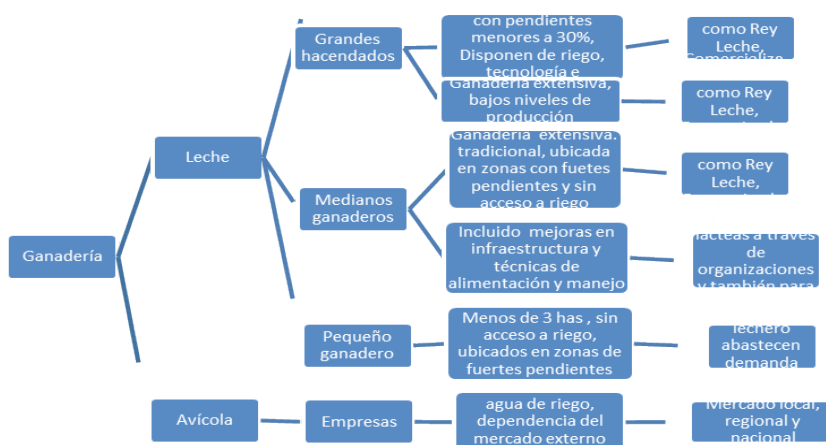 Ganadería
Leche
Grandes
hacendados
con pendientes
menores a 30%,
Disponen de riego,
tecnología e
como Rey
Leche,
Comercializa
Ganadería extensiva,
bajos niveles de
producción
como Rey
Leche,
Medianos
ganaderos
Ganadería extensiva.
tradicional, ubicada
en zonas con fuetes
pendientes y sin
acceso a riego
como Rey
Leche,
Incluido mejoras en
infraestructura y
técnicas de
alimentación y manejo
lácteas a través
de
organizaciones
y también para
Pequeño
ganadero
Menos de 3 has , sin
acceso a riego,
ubicados en zonas de
fuertes pendientes
lechero
abastecen
demanda
Avícola
Empresas
agua de riego,
dependencia del
mercado externo
Mercado local,
regional y
nacional